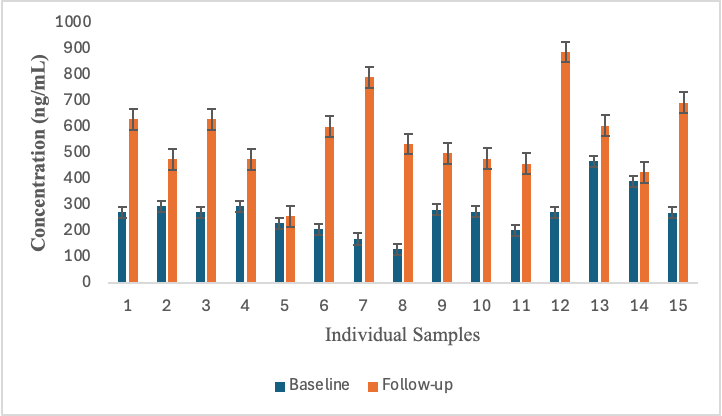 1000
900
800
700
600
500
400
300
200
100
0
Concentration (ng/mL)
1 2 3 4 5 6 7 8 9 10 11 12 13 14 15
Individual Samples
Baseline Follow-up